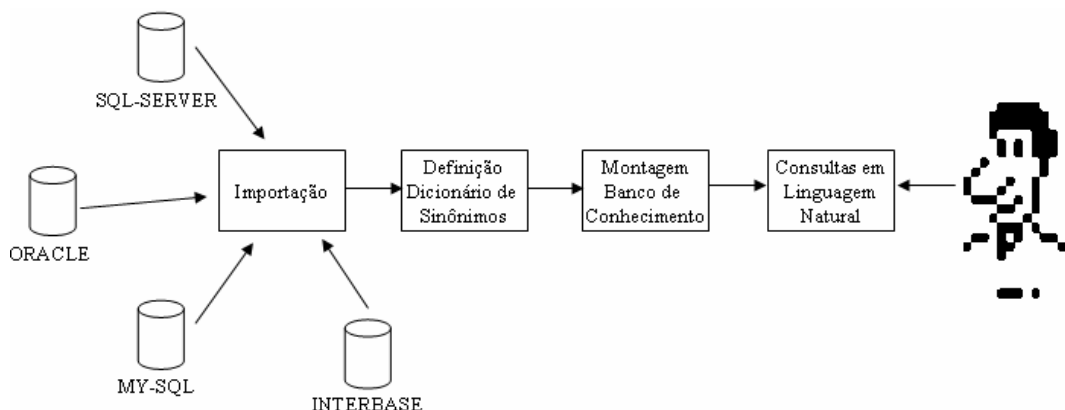 SQL-SERVER
ORACLE
MY-SQL
INTERBASE
Importação
Definição
Dicionário de
Sinônimos
Montagem
Banco de
Conhecimento
Consultas em
Linguagem
Natural